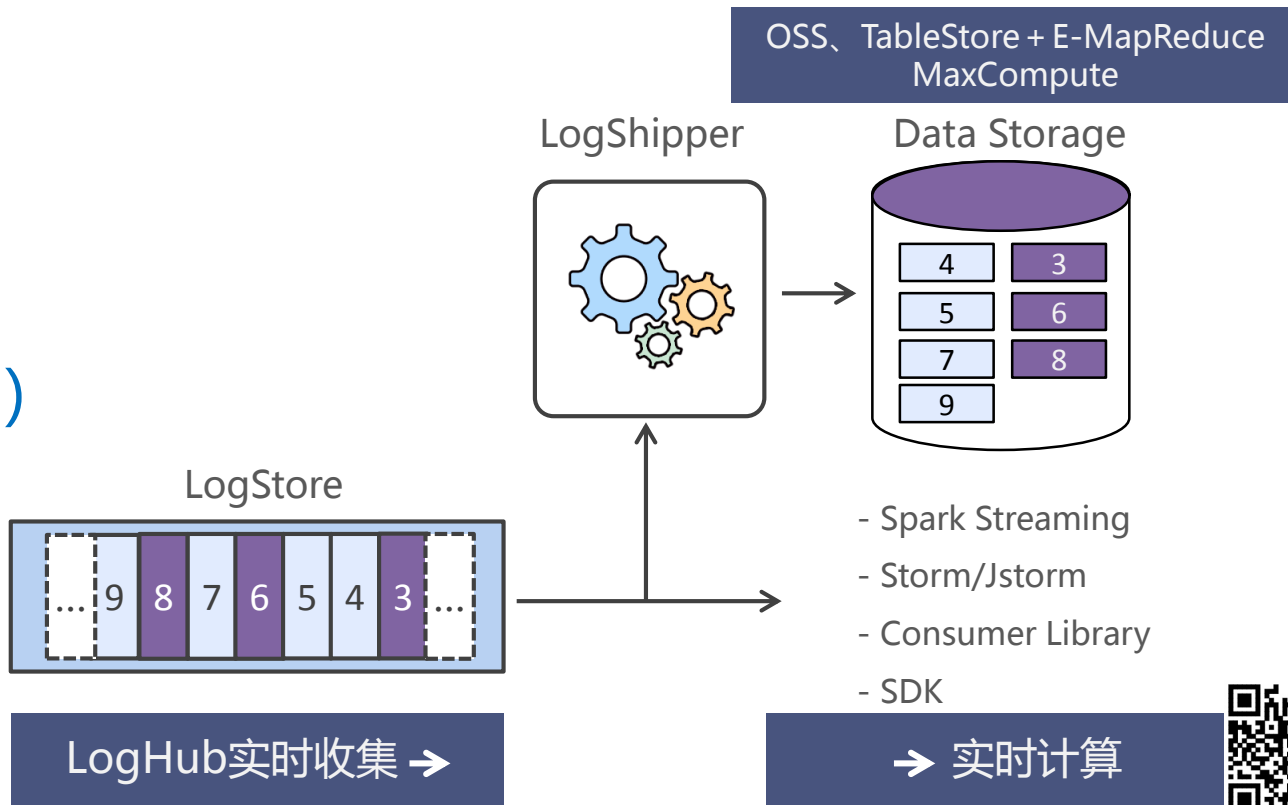 OSS、TableStore + E-MapReduce
MaxCompute
LogShipper
Data Storage
4
3
5
6
7
8
9
)
LogStore
... 9 8 7 6 5 4 3 ...
- Spark Streaming
- Storm/Jstorm
- Consumer Library
- SDK
LogHub实时收集 →
→ 实时计算